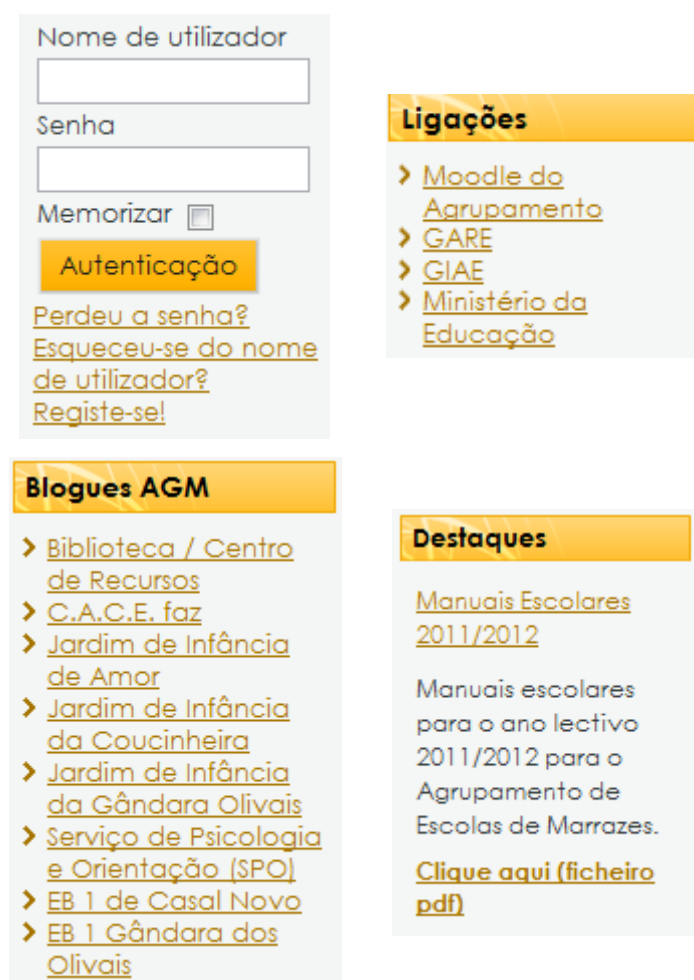 Nome de utilizador
Senha
Memorizar
Autenticação
Perdeu a senha?
Esqueceu-se do nome
de utilizador?
Registe-se!
Ligações
Moodle do
Agrupamento
GARE
GIAE
Ministério da
Educação
Blogues AGM
Biblioteca / Centro
de Recursos
C.A.C.E. faz
Jardim de Infância
de Amor
Jardim de Infância
da Coucinheira
Jardim de Infância
da Gândara Olivais
Serviço de Psicologia
e Orientação (SPO)
EB 1 de Casal Novo
EB 1 Gândara dos
Olivais
Destaques
Manuais Escolares
2011/2012
Manuais escolares
para o ano lectivo
2011/2012 para o
Agrupamento de
Escolas de Marrazes.
Clique aqui (ficheiro
pdf)